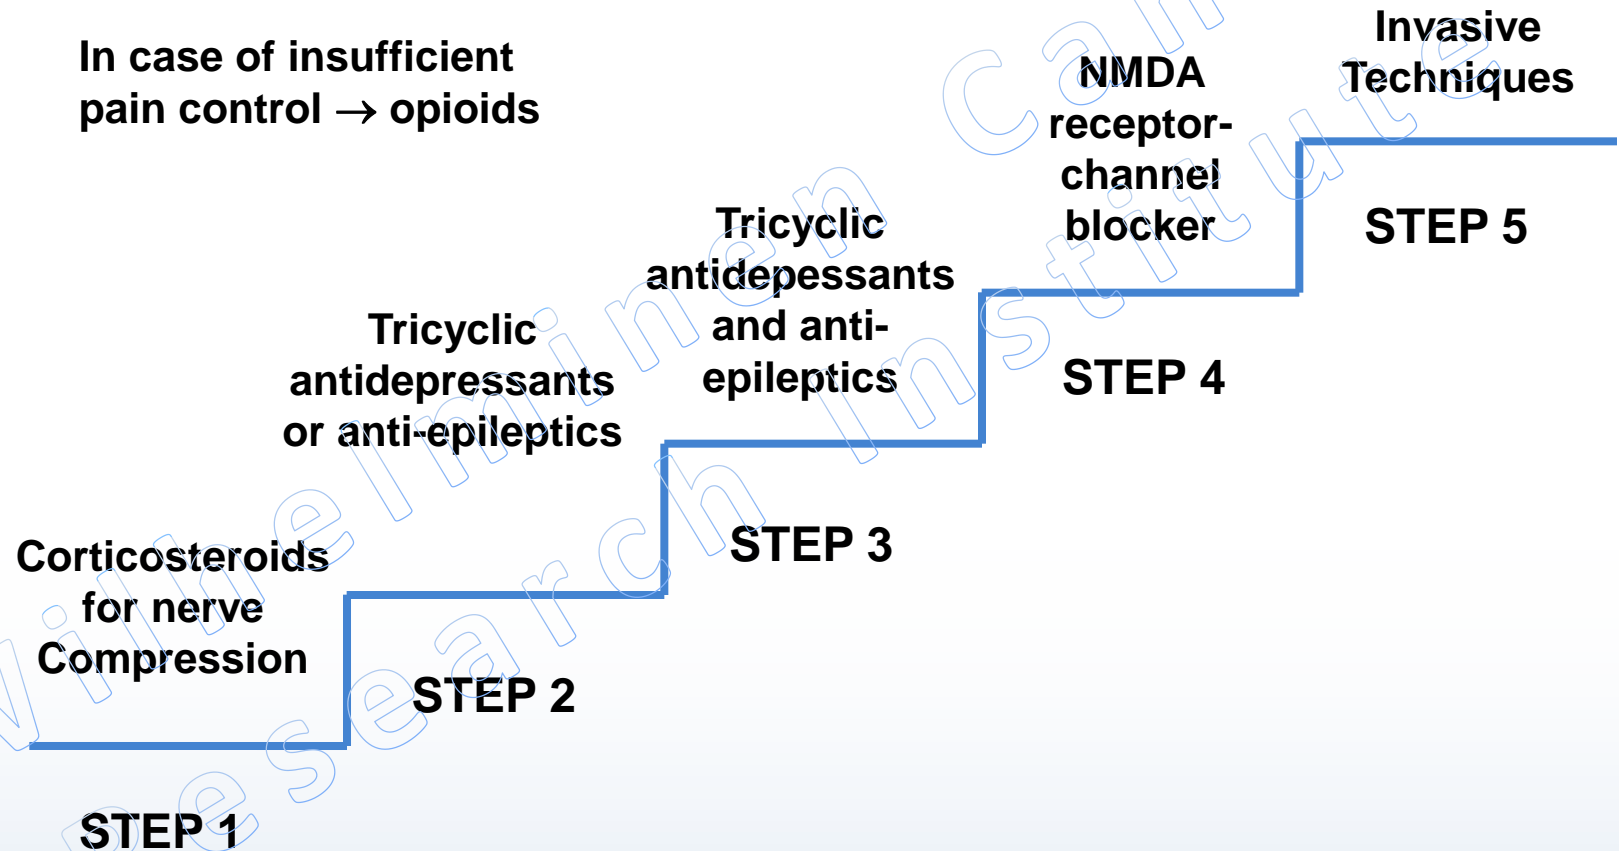 In case of insufficient
pain control → opioids
Invasive
Techniques
NMDA
receptor-
channel
blocker
STEP 5
Tricyclic
antidepessants
and anti-
epileptics
STEP 4
Tricyclic
antidepressants
or anti-epileptics
STEP 3
Corticosteroids
for nerve
Compression
STEP 2
STEP 1
Wilhelminen Can
Research Institute